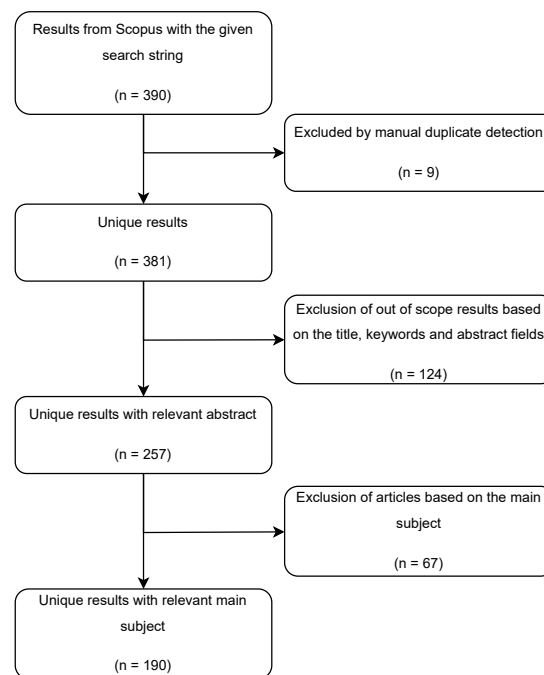 Results from Scopus with the given
search string
(n = 390)
Excluded by manual duplicate detection
(n = 9)
Unique results
(n = 381)
Exclusion of out of scope results based
on the title, keywords and abstract fields
(n = 124)
Unique results with relevant abstract
(n = 257)
Exclusion of articles based on the main
subject
(n = 67)
Unique results with relevant main
subject
(n = 190)